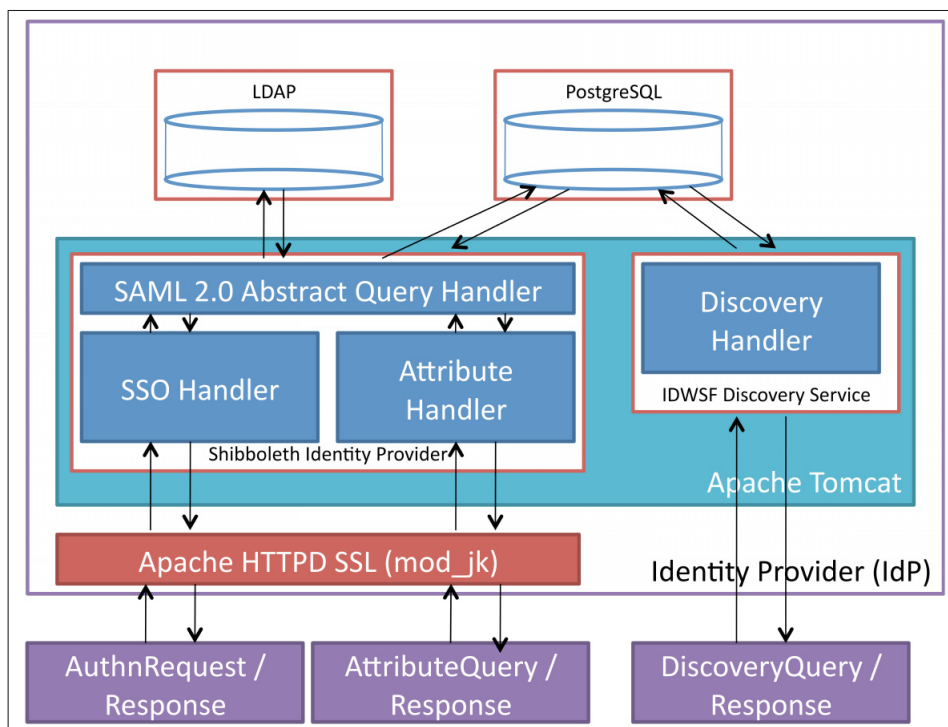 LDAP
PostgreSQL
SAML 2.0 Abstract Query Handler
SSO Handler
Attribute
Handler
Shibboleth Identity Provider
Discovery
Handler
IDWSF Discovery Service
Apache Tomcat
Apache HTTPD SSL (mod_jk)
Identity Provider (IdP)
AuthnRequest /
Response
AttributeQuery /
Response
DiscoveryQuery /
Response